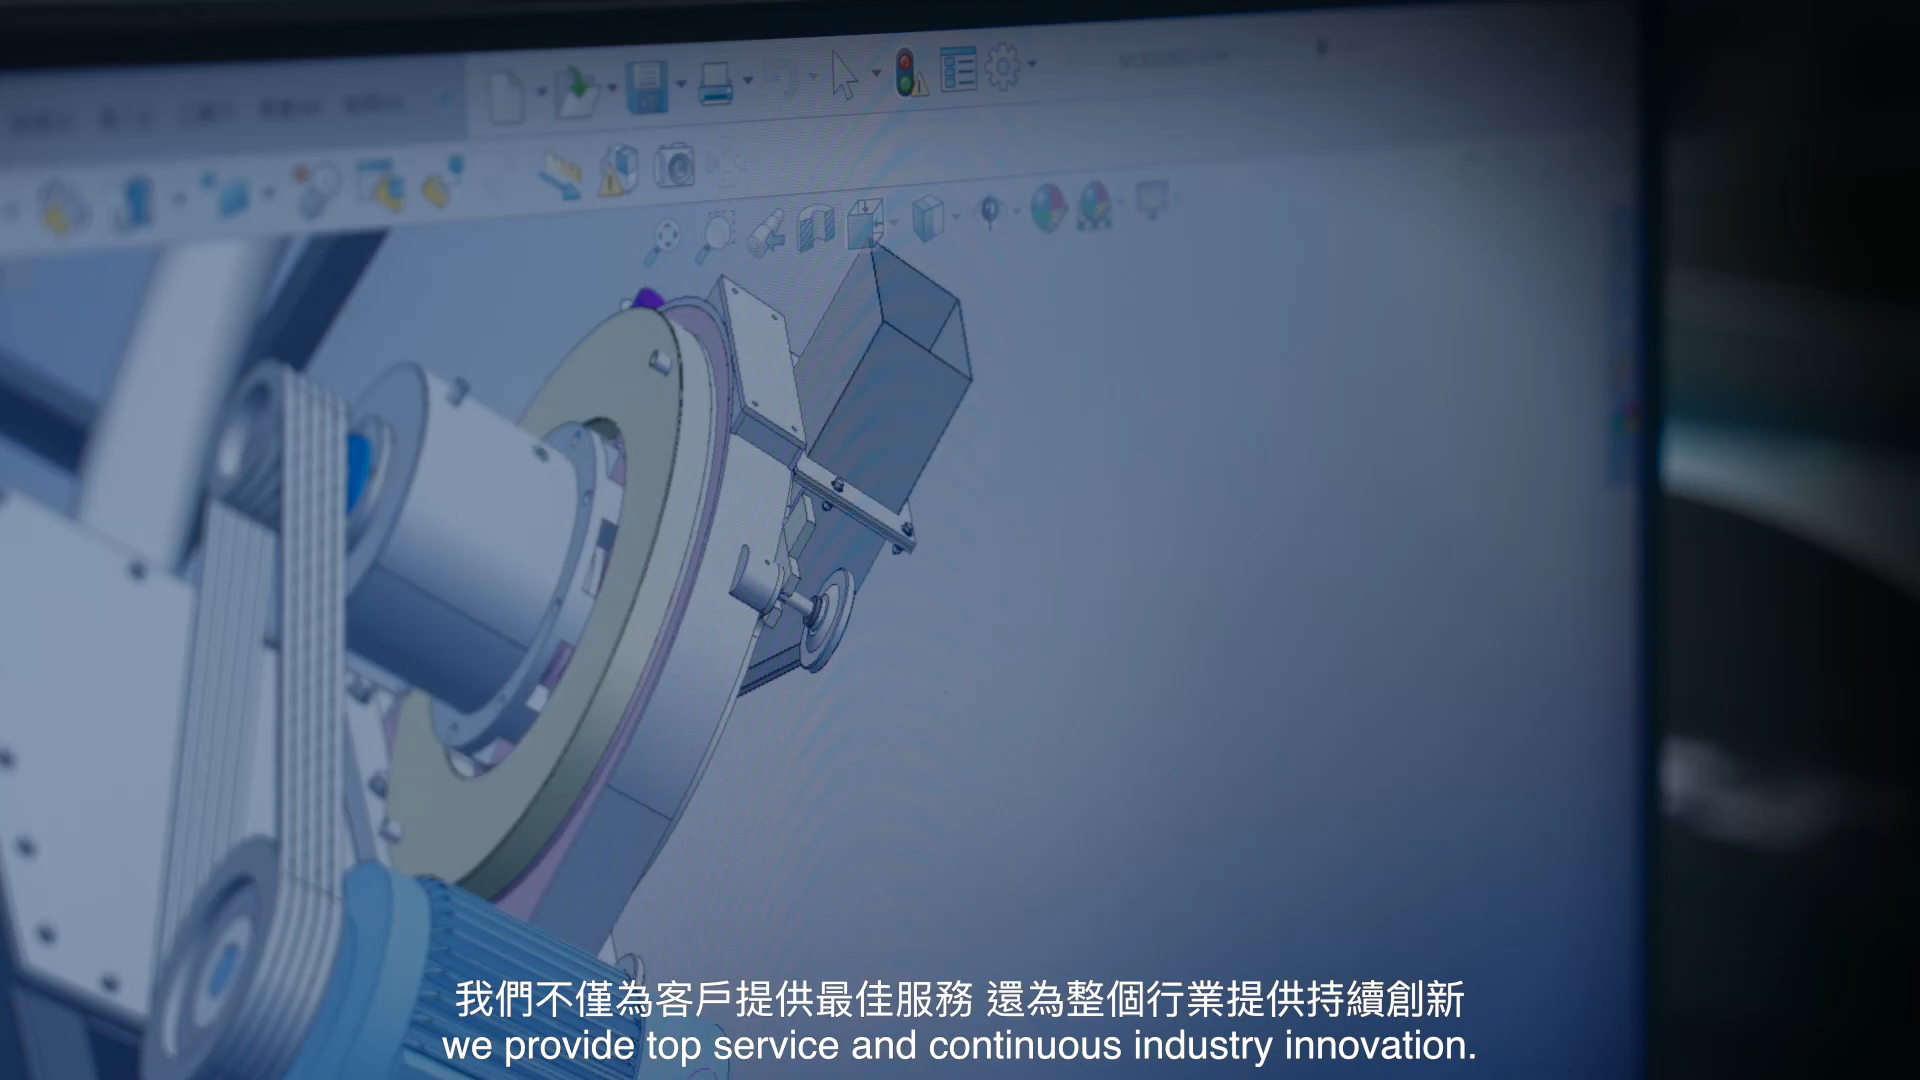 我們不僅為客戶提供最佳服務 還為整個行業提供持續創新
we provide top service and continuous industry innovation.